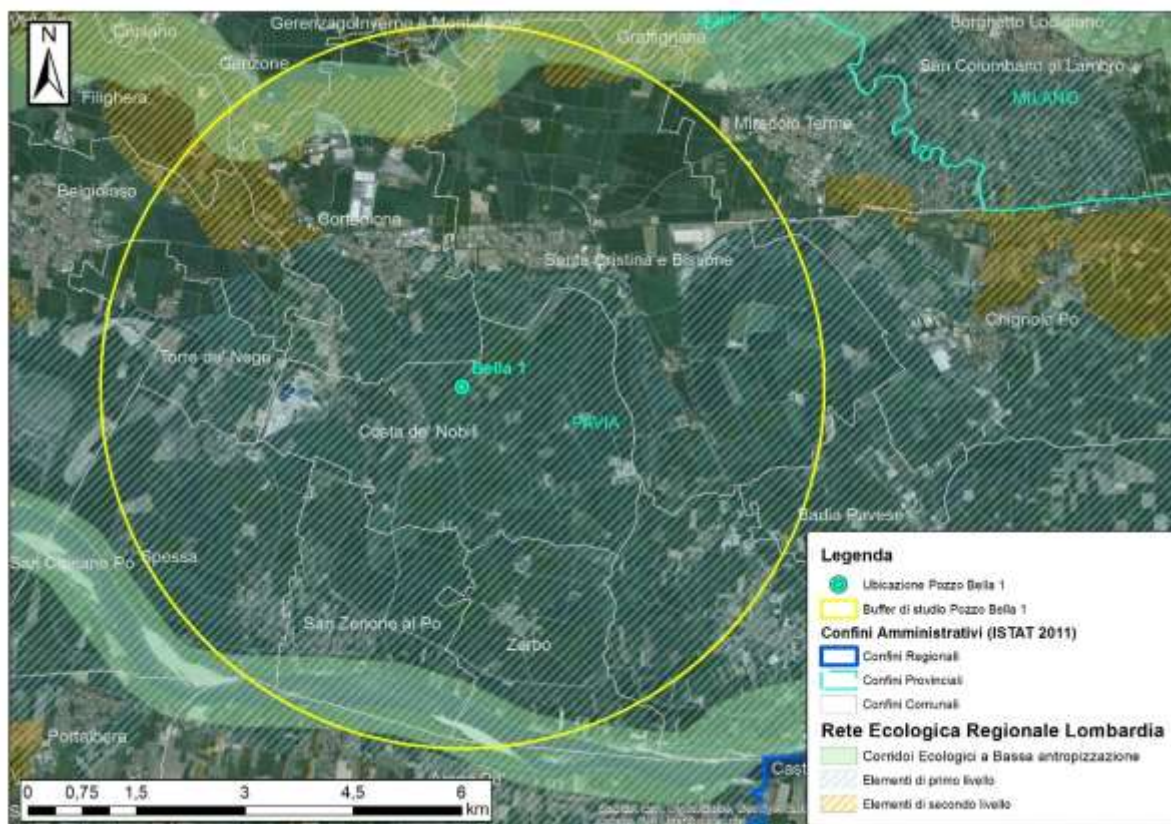 N
Gerenzago
Inverno e Monteleone
Graffignana
Borghetto Lodigiano
Genzone
San Colombano al Lambro
Filighera
MILANO
Miradolo Terme
Belgioioso
Corteolona
Santa Cristina e Bissone
Chignolo Po
Torre de' Negri
Bella 1
Costa de' Nobili
PAVIA
Badia Pavese
San Cipriano Po
Spessa
San Zenone al Po
Zerbo
Portalbera
Cast
0 0,75 1,5 3 4,5 6
km
Legenda
Ubicazione Pozzo Bella 1
Buffer di studio Pozzo Bella 1
Confini Amministrativi (ISTAT 2011)
Confini Regionali
Confini Provinciali
Confini Comunali
Rete Ecologica Regionale Lombardia
Corridoi Ecologici a Bassa antropizzazione
Elementi di primo livello
Elementi di secondo livello